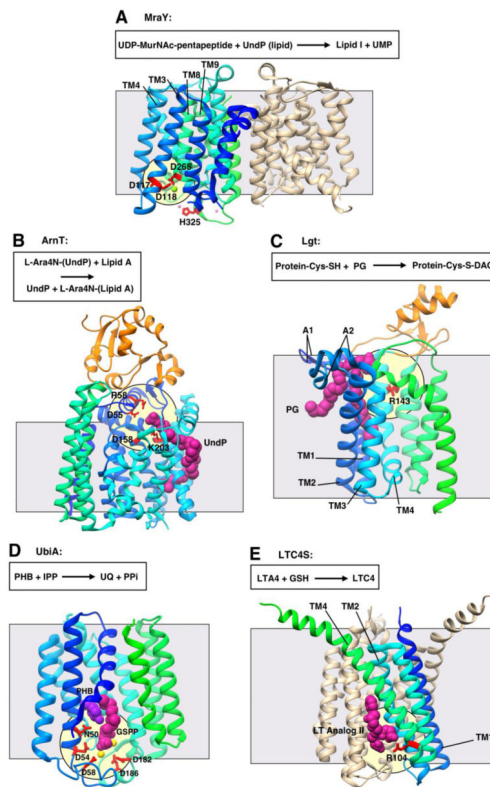 A MraY:
UDP-MurNAc-pentapeptide + UndP (lipid) → Lipid I + UMP
TM9
TM3 TM8
TM4
D265
D117
D118
H325
B ArnT:
L-Ara4N-(UndP) + Lipid A
→
UndP + L-Ara4N-(Lipid A)
R58
D55
D158
K203
UndP
C Lgt:
Protein-Cys-SH + PG → Protein-Cys-S-DAG
A1 A2
R143
PG
TM1
TM2
TM3
TM4
D UbiA:
PHB + IPP → UQ + PPi
PHB
N50
GSPP
D54
D58
D182
D186
E LTC4S:
LTA4 + GSH → LTC4
TM4 TM2
LT Analog II
R104